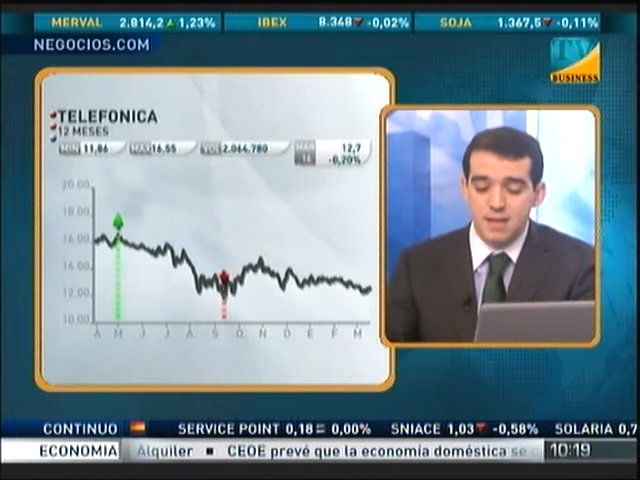 MERVAL 2.814,2 1,23% IBEX 8.348 -0,02% SOJA 1.367,5 -0,11%
NEGOCIOS.COM
TV
BUSINESS
TELEFONICA
12 MESES
MIN 11,86 MAX 16,55 VOL 2.064.780 MAR 16 12,7 -0,20%
20.00
18.00
16.00
14.00
12.00
10.00
A M J J A S O N D E F M
CONTINUO SERVICE POINT 0,18 = 0,00% SNIACE 1,03 -0,58% SOLARIA 0,7
ECONOMIA Alquiler ■ CEOE prevé que la economía doméstica se 10:19